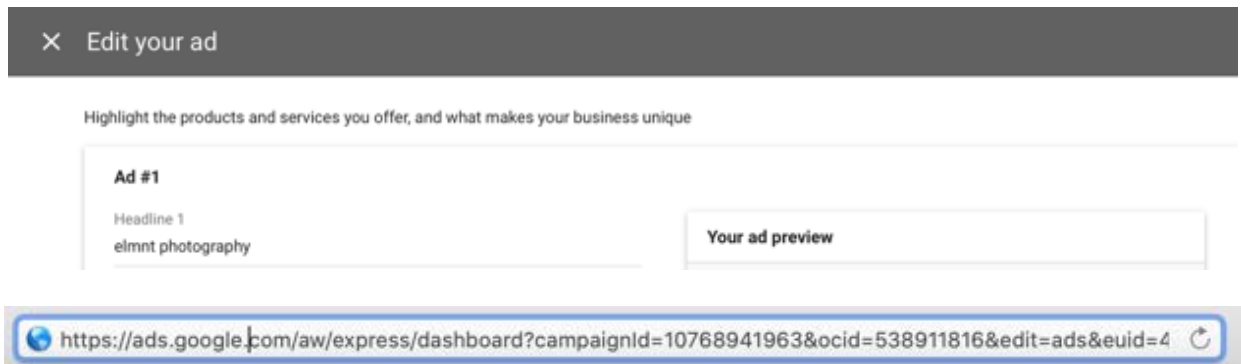 × Edit your ad
Highlight the products and services you offer, and what makes your business unique
Ad #1
Headline 1
elmnt photography
Your ad preview
https://ads.google.com/aw/express/dashboard?campaignId=10768941963&ocid=538911816&edit=ads&euid=4